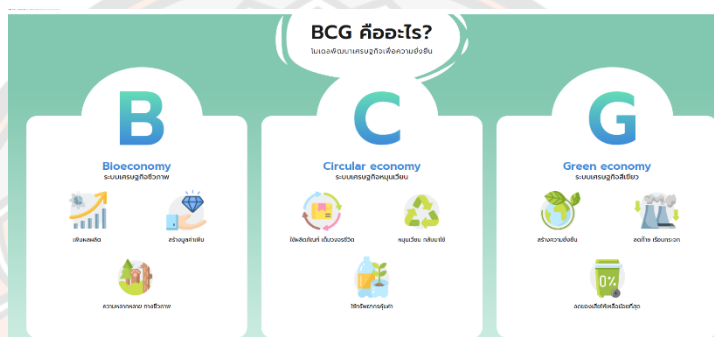 BCG คืออะไร?
โมเดลพัฒนาเศรษฐกิจเพื่อความยั่งยืน
B
Bioeconomy
ระบบเศรษฐกิจชีวภาพ
เพิ่มผลผลิต
สร้างมูลค่าเพิ่ม
ความหลากหลาย ทางชีวภาพ
C
Circular economy
ระบบเศรษฐกิจหมุนเวียน
ใช้ผลิตภัณฑ์ เต็มวงจรชีวิต
หมุนเวียน กลับมาใช้
ใช้ทรัพยากรคุ้มค่า
G
Green economy
ระบบเศรษฐกิจสีเขียว
สร้างความยั่งยืน
ลดก๊าซ เรือนกระจก
0%
ลดของเสียให้เหลือน้อยที่สุด